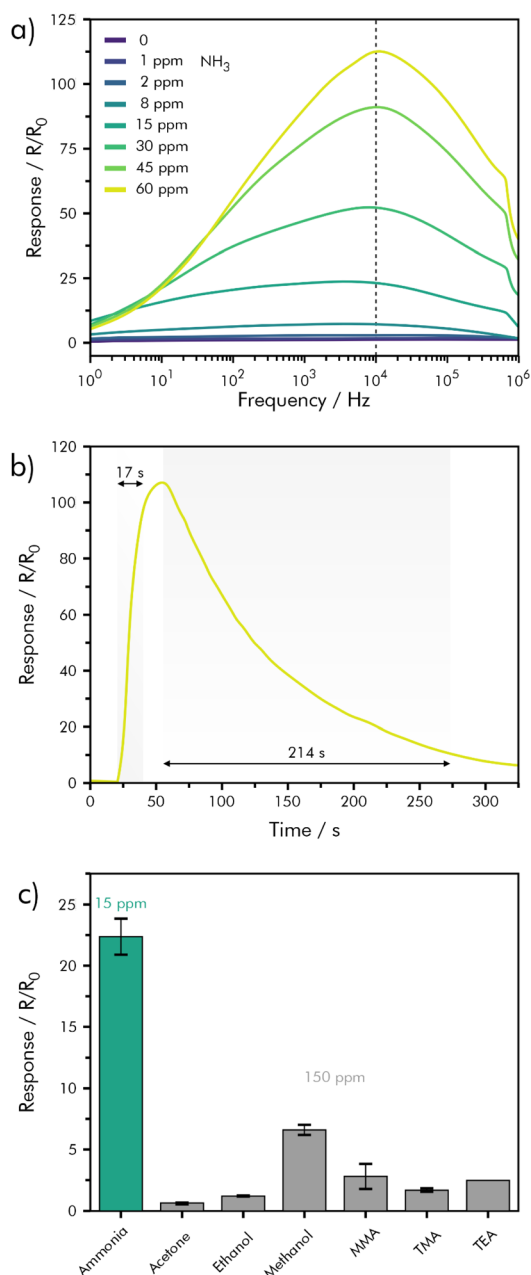 a)
Response / R/R₀
125
100
75
50
25
0
0
1 ppm NH₃
2 ppm
8 ppm
15 ppm
30 ppm
45 ppm
60 ppm
10⁰ 10¹ 10² 10³ 10⁴ 10⁵ 10⁶
Frequency / Hz
b)
Response / R/R₀
120
100
80
60
40
20
0
17 s
214 s
0 50 100 150 200 250 300
Time / s
c)
Response / R/R₀
25
20
15
10
5
0
15 ppm
150 ppm
Ammonia Acetone Ethanol Methanol MMA TMA TEA